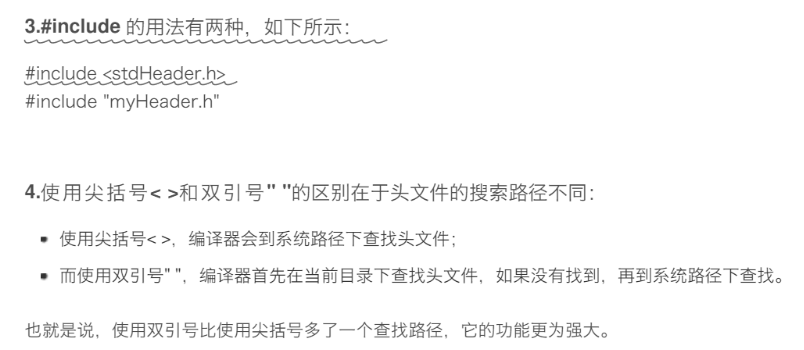 3.#include 的用法有两种，如下所示：
#include <stdHeader.h>
#include "myHeader.h"
4.使用尖括号< >和双引号" "的区别在于头文件的搜索路径不同：
▪ 使用尖括号< >，编译器会到系统路径下查找头文件；
▪ 而使用双引号" "，编译器首先在当前目录下查找头文件，如果没有找到，再到系统路径下查找。
也就是说，使用双引号比使用尖括号多了一个查找路径，它的功能更为强大。